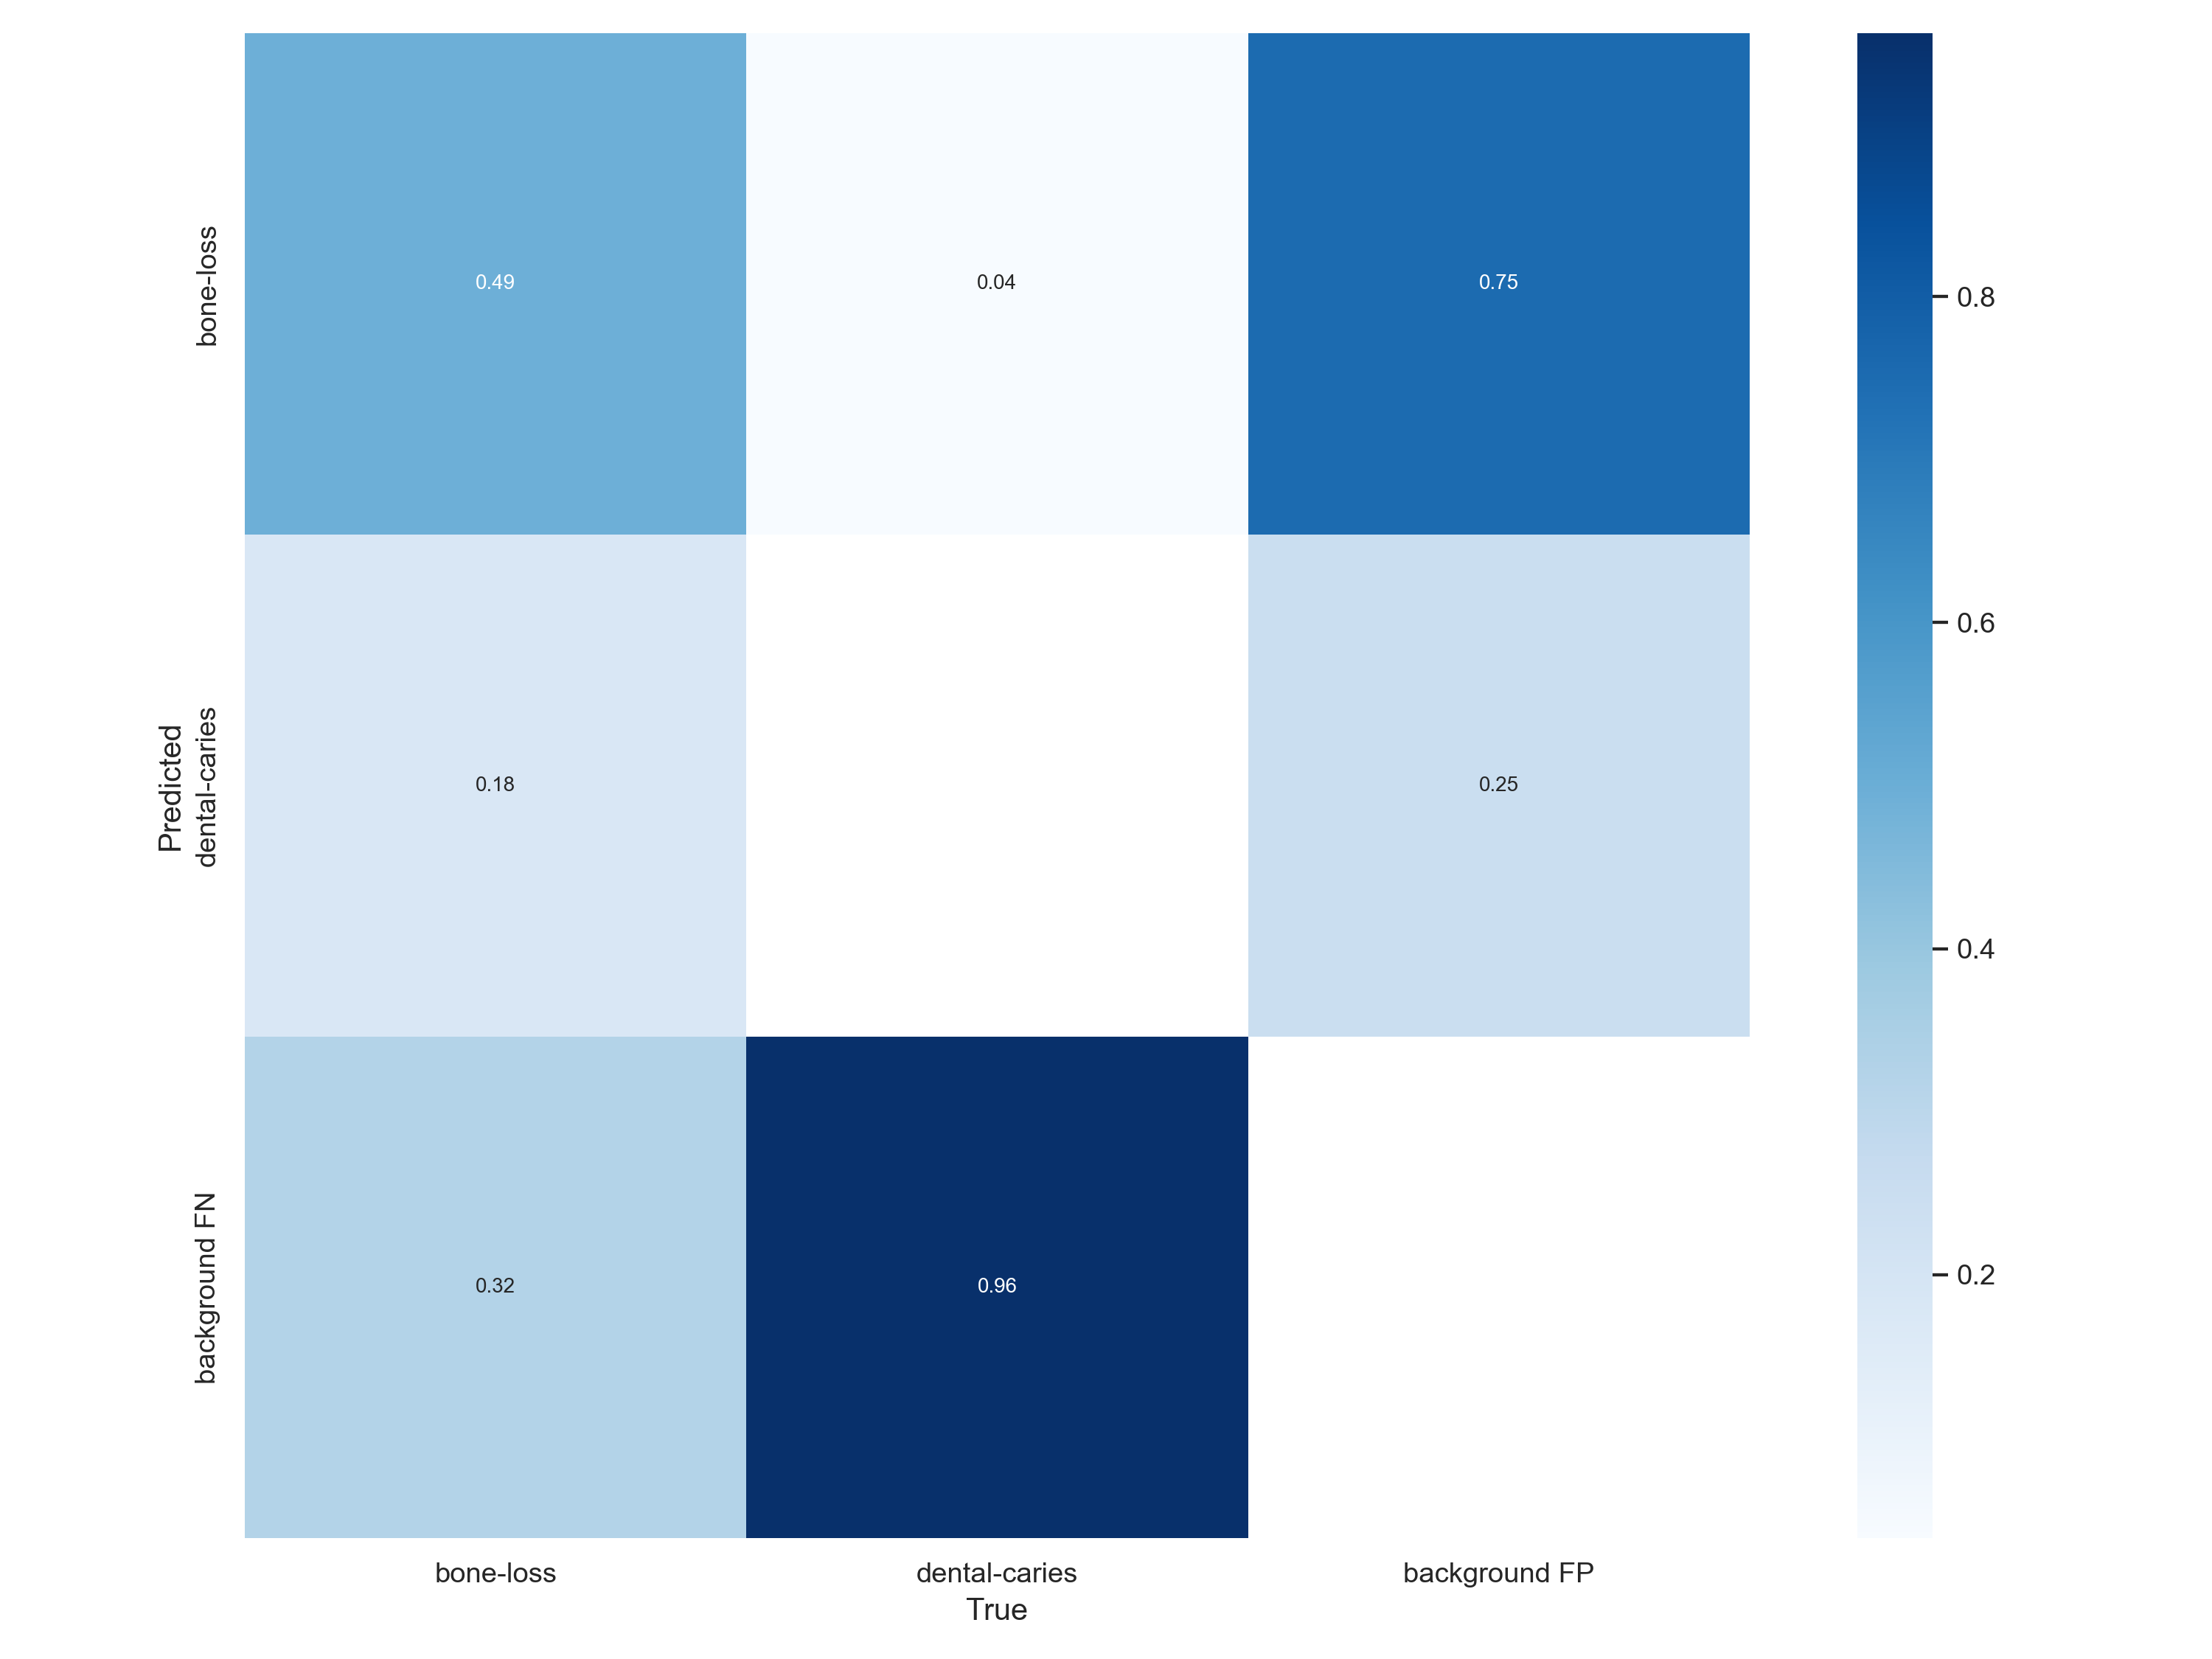 bone-loss
0.49
0.04
0.75
Predicted
dental-caries
0.18
0.25
background FN
0.32
0.96
bone-loss
dental-caries
background FP
True
0.8
0.6
0.4
0.2